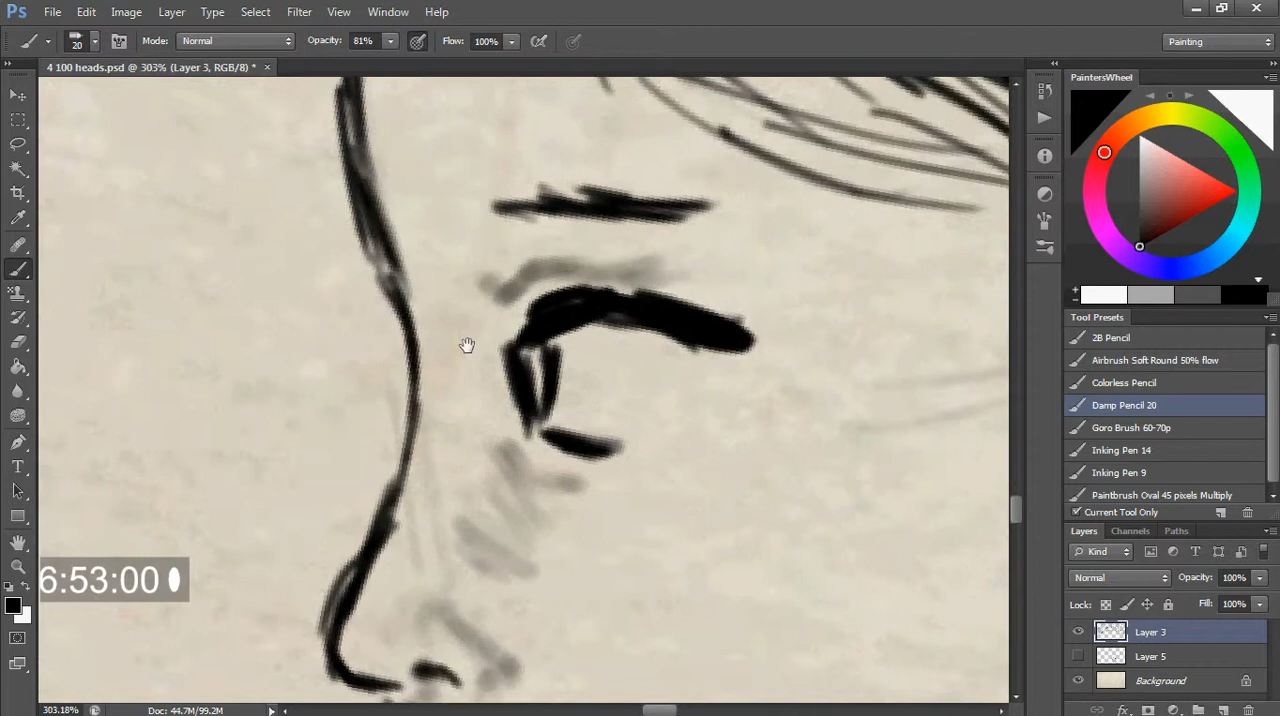 Ps File Edit Image Layer Type Select Filter View Window Help
20 Mode: Normal Opacity: 81% Flow: 100% Painting
4 100 heads.psd @ 303% (Layer 3, RGB/8) * ×
PaintersWheel
Tool Presets
2B Pencil
Airbrush Soft Round 50% flow
Colorless Pencil
Damp Pencil 20
Goro Brush 60-70p
Inking Pen 14
Inking Pen 9
Paintbrush Oval 45 pixels Multiply
Current Tool Only
Layers Channels Paths
Kind
Normal Opacity: 100%
Lock: Fill: 100%
Layer 3
Layer 5
Background
6:53:00
303.18% Doc: 44.7M/99.2M